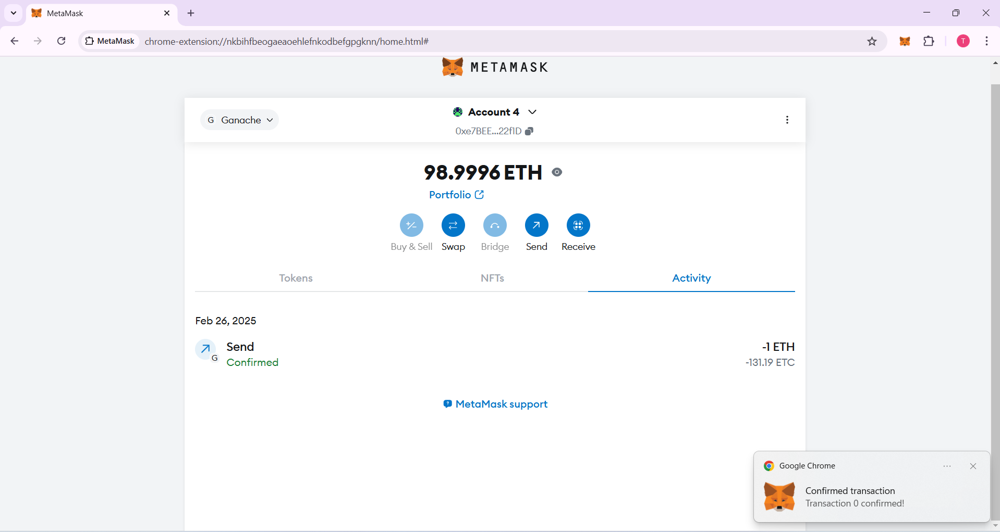 MetaMask
MetaMask chrome-extension://nkbihfbeogaeaoehlefnkodbefgpgknn/home.html#
T
METAMASK
G Ganache
Account 4
0xe7BEE...22f1D
98.9996 ETH
Portfolio
Buy & Sell Swap Bridge Send Receive
Tokens NFTs Activity
Feb 26, 2025
Send -1 ETH
G
Confirmed -131.19 ETC
MetaMask support
Google Chrome
Confirmed transaction
Transaction 0 confirmed!